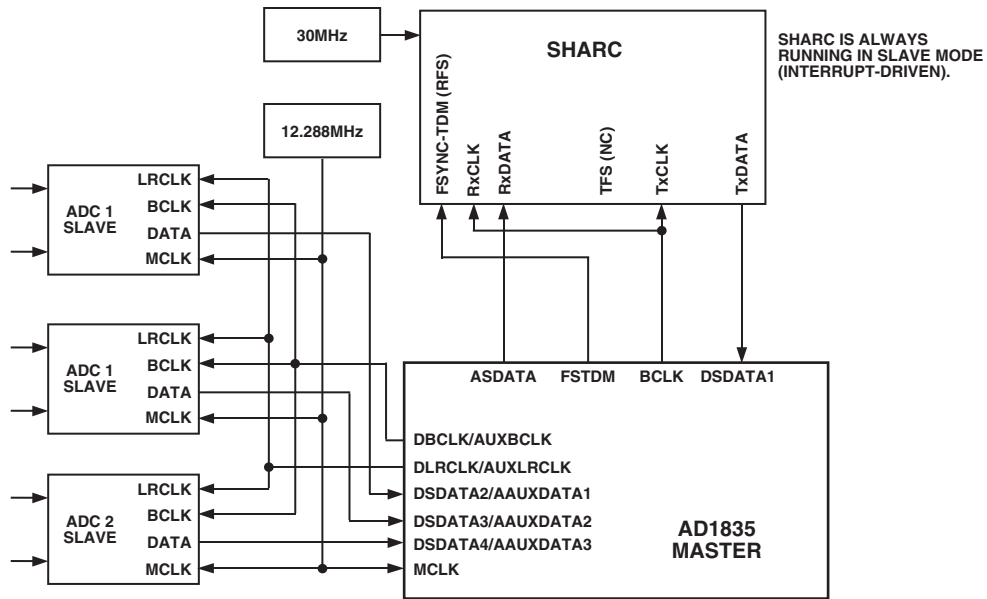 30MHz
SHARC
SHARC IS ALWAYS
RUNNING IN SLAVE MODE
(INTERRUPT-DRIVEN).
FSYNC-TDM (RFS)
RxCLK
RxDATA
TFS (NC)
TxCLK
TxDATA
12.288MHz
ADC 1
SLAVE
LRCLK
BCLK
DATA
MCLK
ADC 1
SLAVE
LRCLK
BCLK
DATA
MCLK
ADC 2
SLAVE
LRCLK
BCLK
DATA
MCLK
ASDATA FSTDM BCLK DSDATA1
DBCLK/AUXBCLK
DLRCLK/AUXLRCLK
DSDATA2/AAUXDATA1
DSDATA3/AAUXDATA2
DSDATA4/AAUXDATA3
MCLK
AD1835
MASTER